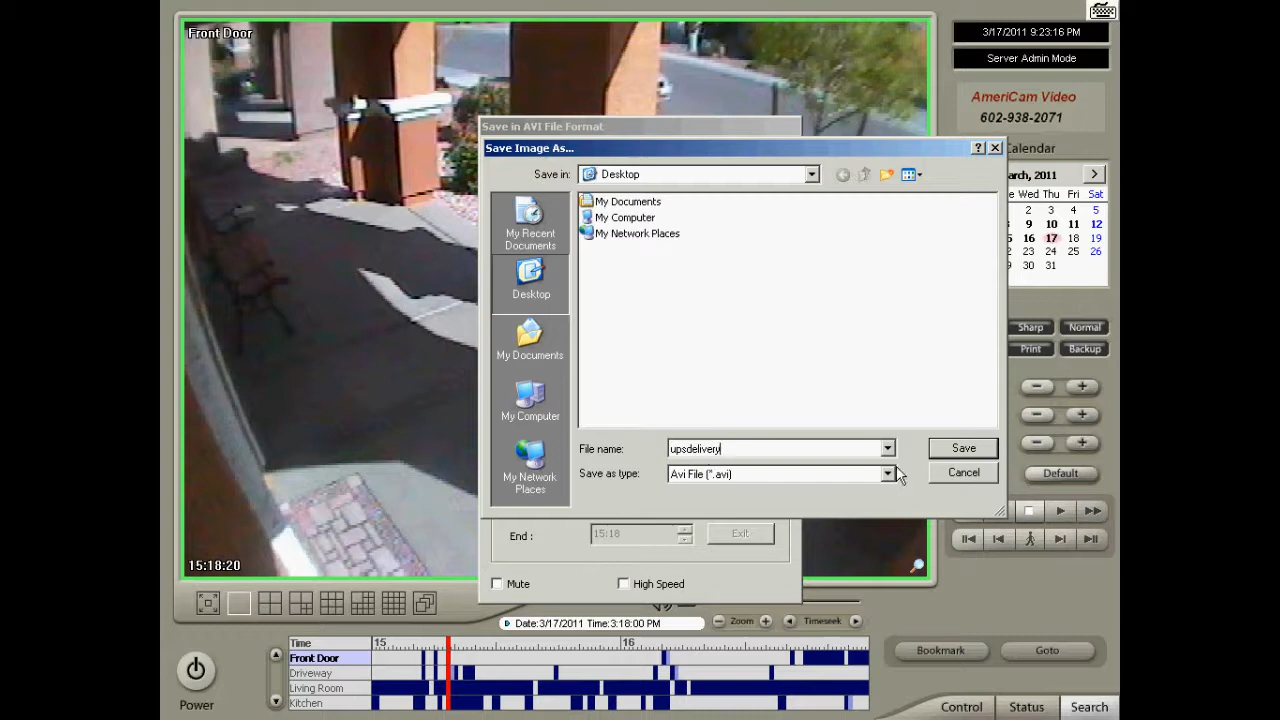 Front Door
3/17/2011 9:23:16 PM
Server Admin Mode
AmeriCam Video
602-938-2071
Save in AVI File Format
Save Image As...
Calendar
Save in:
Desktop
rch, 2011
Wed Thu Fri Sat
2 3 4 5
9 10 11 12
16 17 18 19
23 24 25 26
30 31
My Documents
My Computer
My Network Places
My Recent
Documents
Desktop
My Documents
My Computer
My Network
Places
Sharp
Normal
Print
Backup
File name:
upsdelivery
Save
Save as type:
Avi File (*.avi)
Cancel
Default
End :
15:18
Exit
Mute
High Speed
15:18:20
Date:3/17/2011 Time:3:18:00 PM
Zoom
Timeseek
Time
15
16
Front Door
Driveway
Living Room
Kitchen
Power
Bookmark
Goto
Control
Status
Search